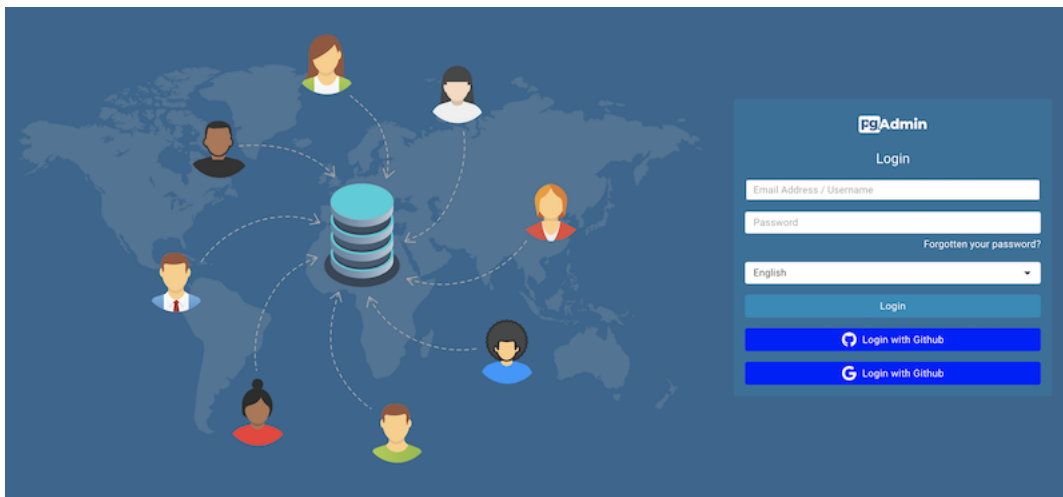 pgAdmin
Login
Email Address / Username
Password
Forgotten your password?
English
Login
Login with Github
Login with Github